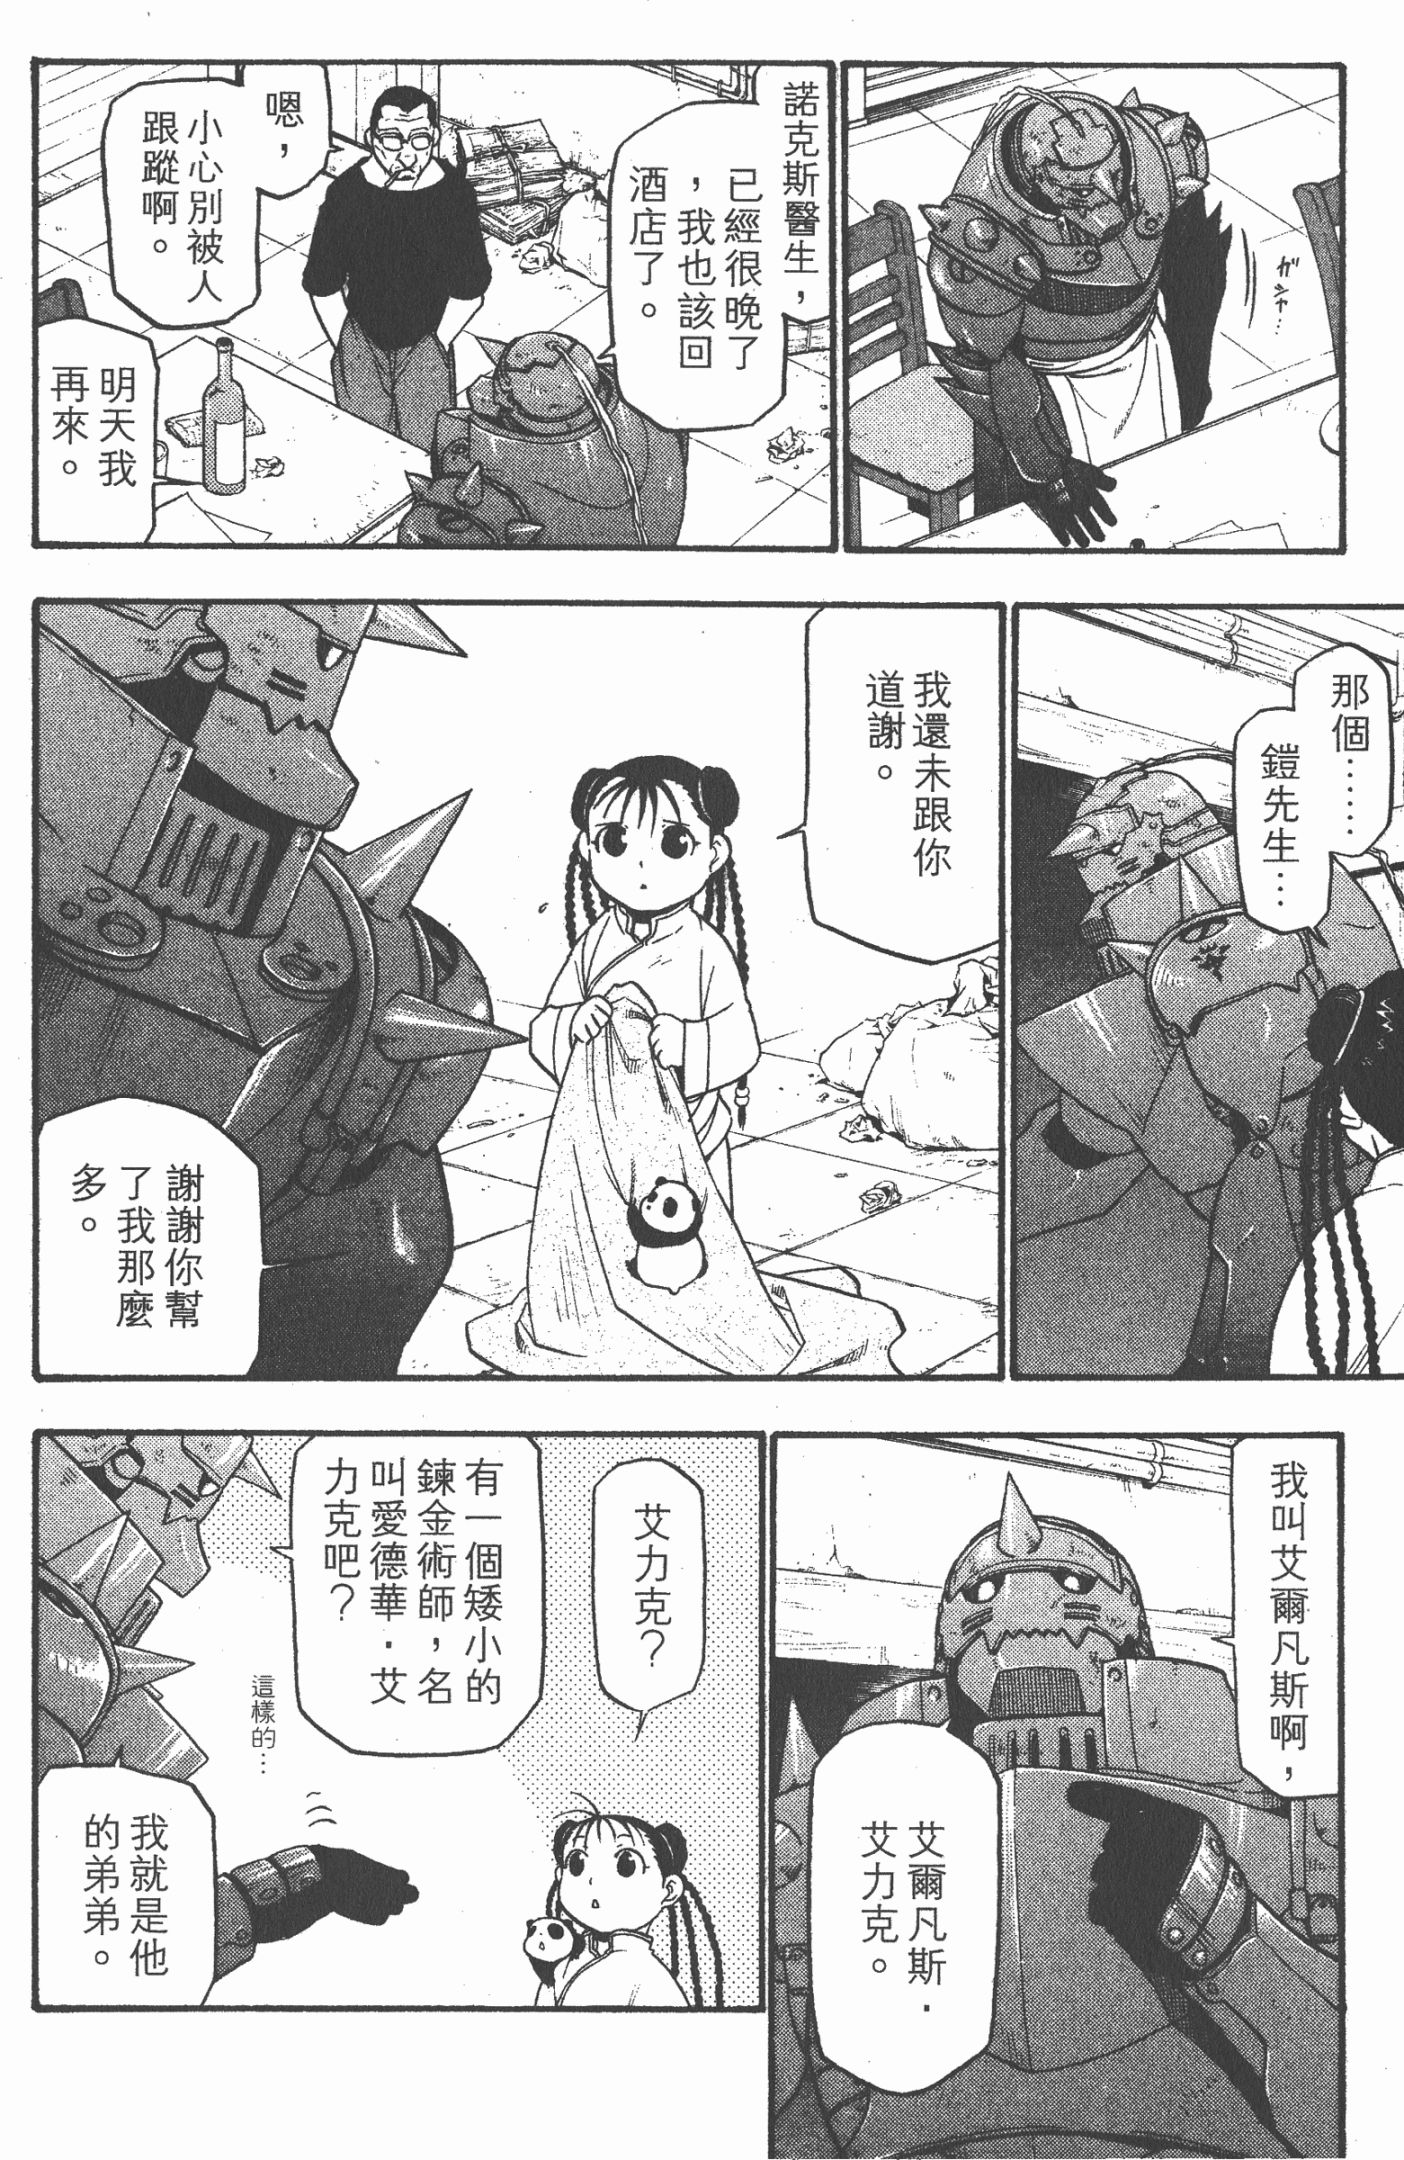 ガシャ…
諾克斯醫生，
已經很晚了
，我也該回
酒店了。
嗯，
小心別被人
跟蹤啊。
明天我
再來。
那個……
鎧先生…
我還未跟你
道謝。
謝謝你幫
了我那麼
多。
我叫艾爾凡斯啊，
艾爾凡斯．
艾力克。
艾力克？
有一個矮小的
鍊金術師，名
叫愛德華．艾
力克吧？
這樣的…
我就是他
的弟弟。